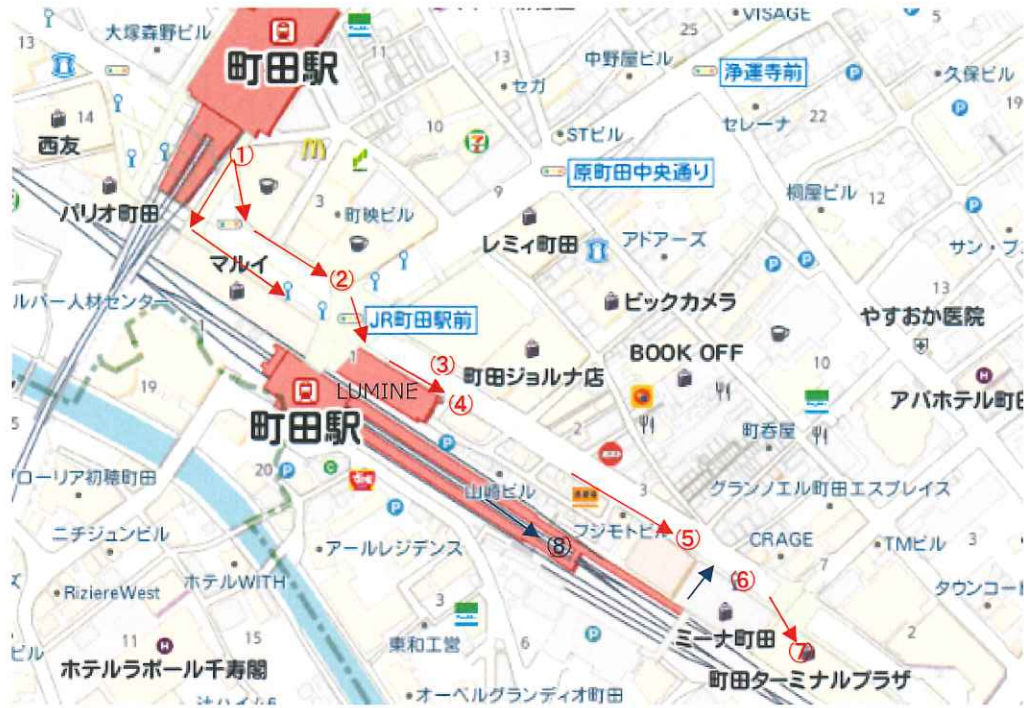 大塚森野ビル
VISAGE
5
25
13
11
町田駅
13
セガ
中野屋ビル
浄運寺前
久保ビル
19
14
西友
10
STビル
セレーナ
22
①
原町田中央通り
9
桐屋ビル
12
パリオ町田
3
町映ビル
レミィ町田
アドアーズ
サン・プ
マルイ
②
ルバー人材センター
ビックカメラ
13
やすおか医院
1
JR町田駅前
BOOK OFF
10
1
③
町田ジョルナ店
19
LUMINE
④
アパホテル町田
町田駅
2
町呑屋
20
ローリア初穂町田
山崎ビル
3
グランノエル町田エスプレイス
ニチジュンビル
アールレジデンス
⑧
フジモトビル
⑤
CRAGE
TMビル
3
RiziereWest
ホテルWITH
⑥
7
タウンコート
3
11
15
東和工営
6
ミーナ町田
2
ビル
ホテルラポール千寿閣
⑦
町田ターミナルプラザ
オーベルグランディオ町田